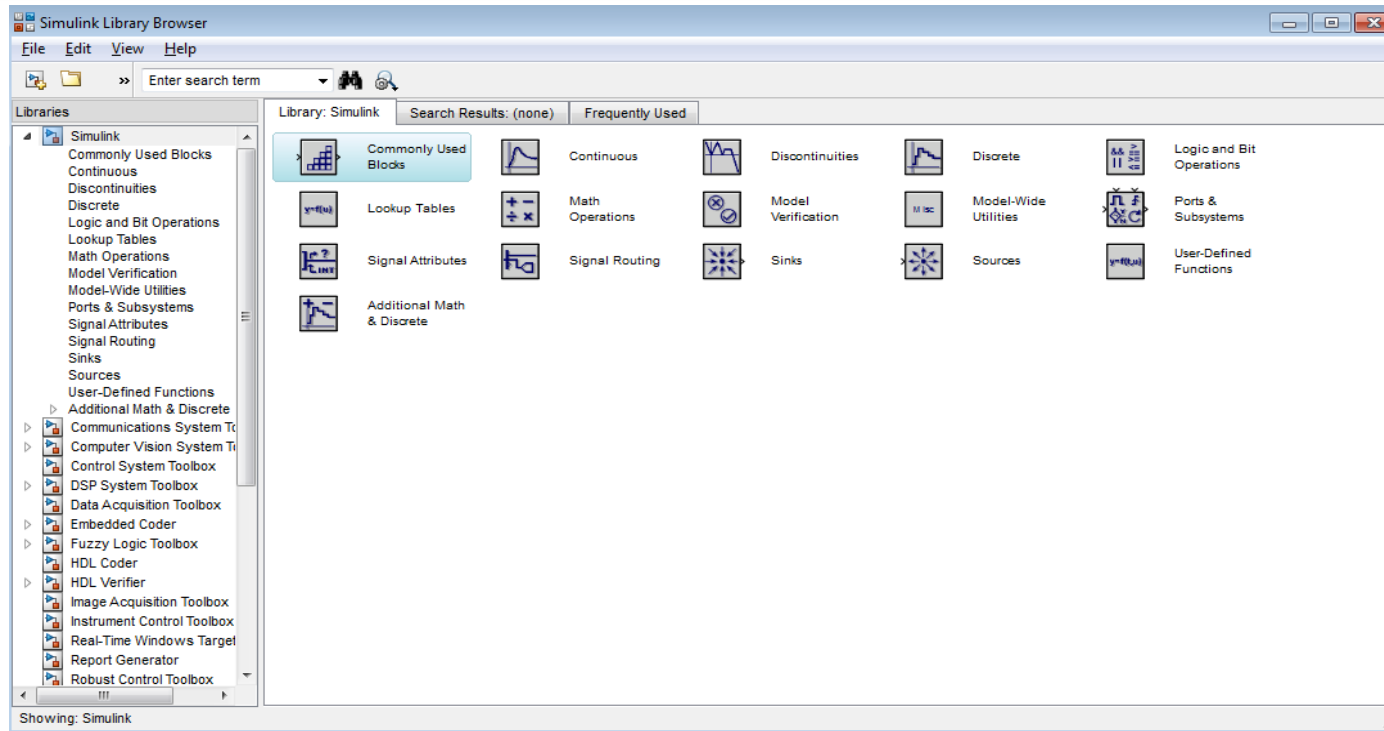 Simulink Library Browser
File Edit View Help
» Enter search term
Libraries
Library: Simulink Search Results: (none) Frequently Used
Simulink
Commonly Used Blocks
Continuous
Discontinuities
Discrete
Logic and Bit Operations
Lookup Tables
Math Operations
Model Verification
Model-Wide Utilities
Ports & Subsystems
Signal Attributes
Signal Routing
Sinks
Sources
User-Defined Functions
Additional Math & Discrete
Communications System To
Computer Vision System T
Control System Toolbox
DSP System Toolbox
Data Acquisition Toolbox
Embedded Coder
Fuzzy Logic Toolbox
HDL Coder
HDL Verifier
Image Acquisition Toolbox
Instrument Control Toolbox
Real-Time Windows Target
Report Generator
Robust Control Toolbox
Commonly Used
Blocks
Continuous
Discontinuities
Discrete
Logic and Bit
Operations
y=f(u)
Lookup Tables
Math
Operations
Model
Verification
Misc
Model-Wide
Utilities
Ports &
Subsystems
Signal Attributes
Signal Routing
Sinks
Sources
y=f(t,u)
User-Defined
Functions
Additional Math
& Discrete
Showing: Simulink